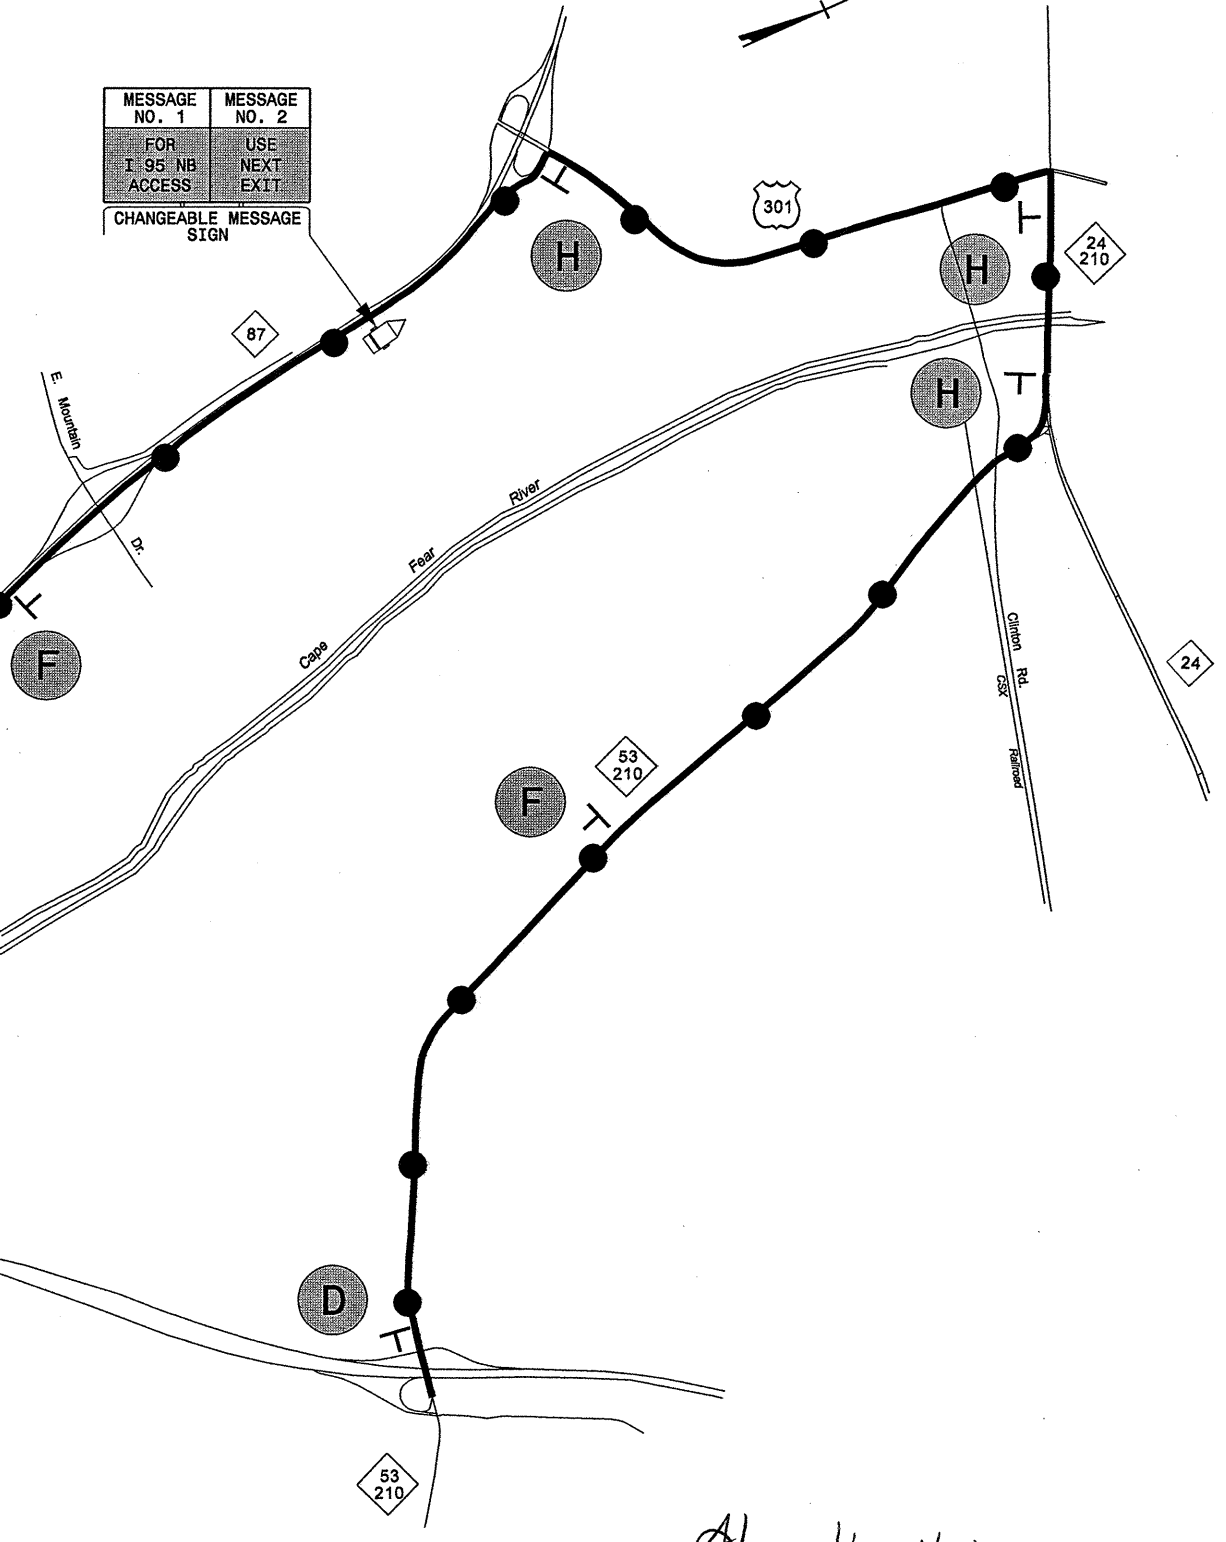 MESSAGE NO. 1
MESSAGE NO. 2
FOR
I 95 NB
ACCESS
USE
NEXT
EXIT
CHANGEABLE MESSAGE
SIGN
87
301
24
210
H
H
H
E. Mountain Dr.
F
Cape Fear River
Clinton Rd.
CSX Railroad
24
53
210
F
D
53
210